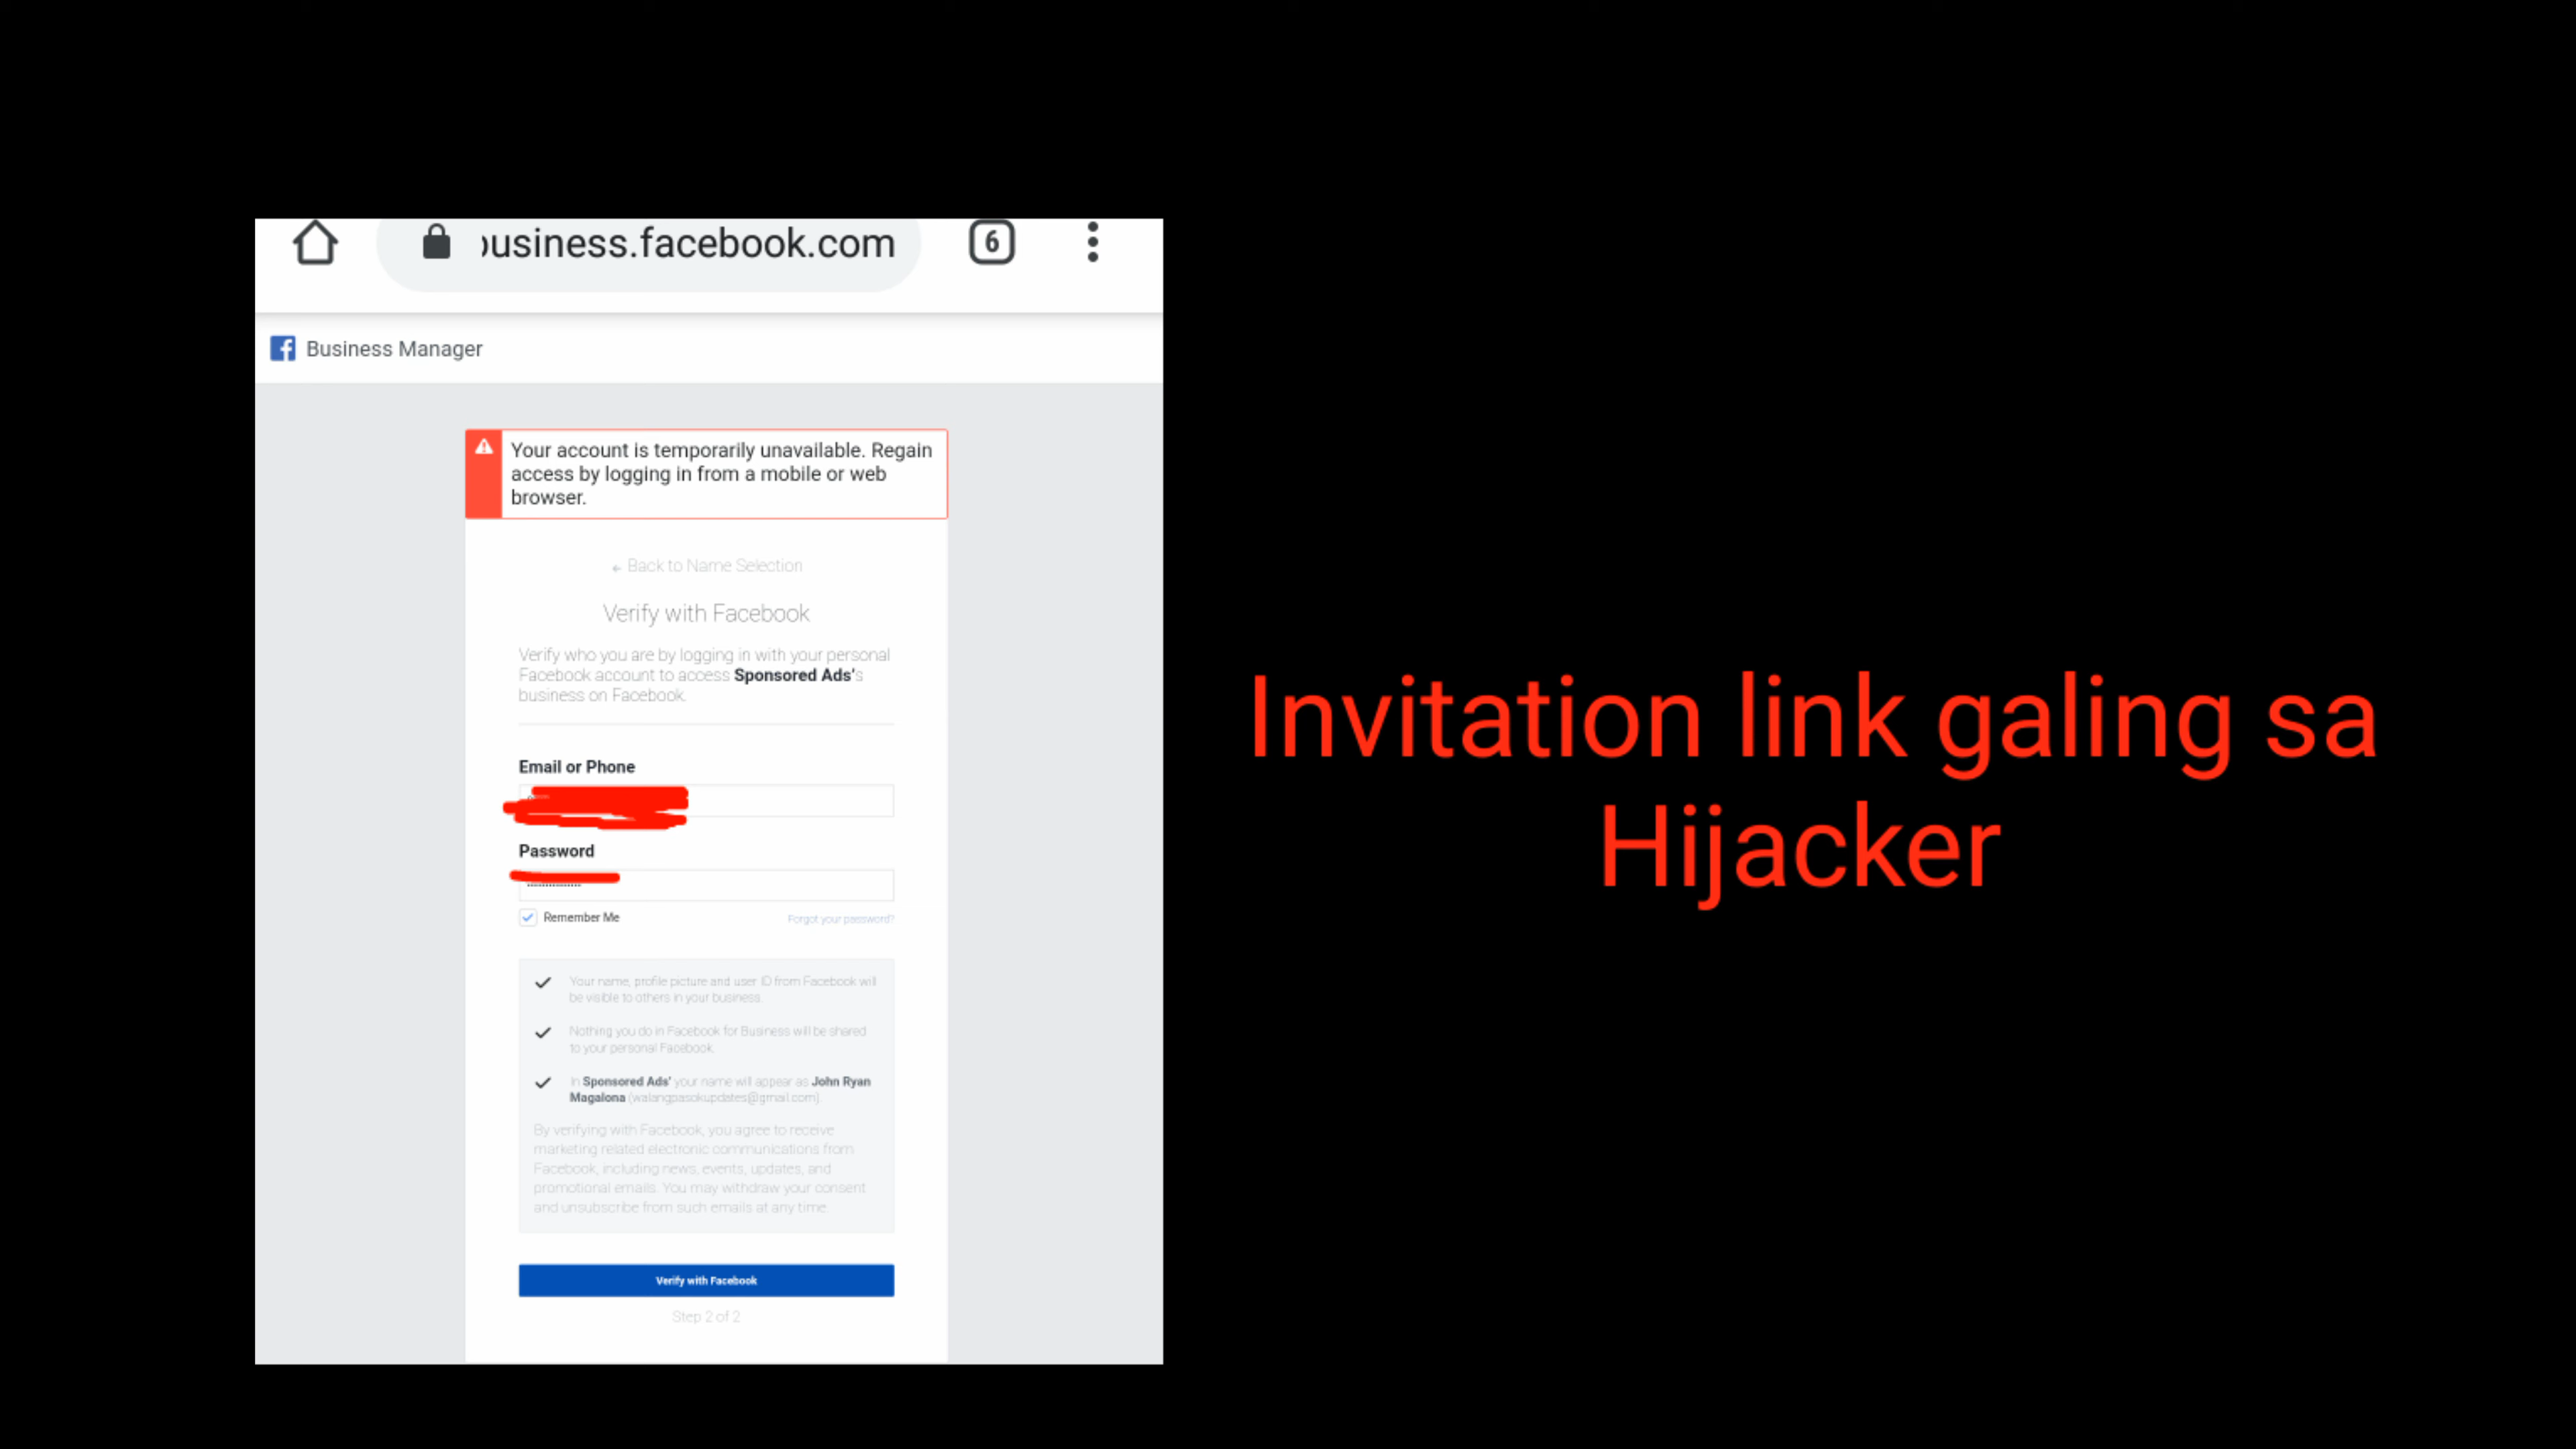 business.facebook.com
6
Business Manager
Your account is temporarily unavailable. Regain
access by logging in from a mobile or web
browser.
← Back to Name Selection
Verify with Facebook
Verify who you are by logging in with your personal
Facebook account to access Sponsored Ads's
business on Facebook.
Email or Phone
Password
Remember Me
Forgot your password?
Your name, profile picture and user ID from Facebook will
be visible to others in your business.
Nothing you do in Facebook for Business will be shared
to your personal Facebook.
In Sponsored Ads' your name will appear as John Ryan
Magalona (walangpasokupdates@gmail.com).
By verifying with Facebook, you agree to receive
marketing related electronic communications from
Facebook, including news, events, updates, and
promotional emails. You may withdraw your consent
and unsubscribe from such emails at any time.
Verify with Facebook
Step 2 of 2
Invitation link galing sa
Hijacker